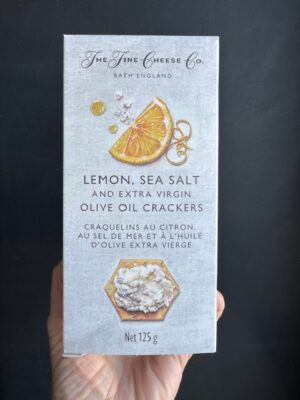 The Fine Cheese Co.
BATH ENGLAND
LEMON, SEA SALT
AND EXTRA VIRGIN
OLIVE OIL CRACKERS
CRAQUELINS AU CITRON,
AU SEL DE MER ET À L'HUILE
D'OLIVE EXTRA VIERGE
Net 125 g